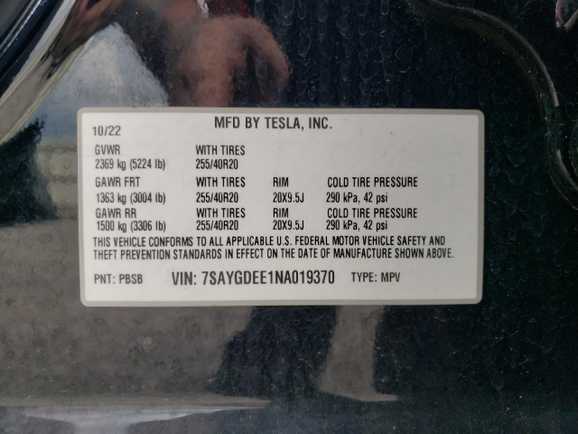 MFD BY TESLA, INC.
10/22
GVWR WITH TIRES
2369 kg (5224 lb) 255/40R20
GAWR FRT WITH TIRES RIM COLD TIRE PRESSURE
1363 kg (3004 lb) 255/40R20 20X9.5J 290 kPa, 42 psi
GAWR RR WITH TIRES RIM COLD TIRE PRESSURE
1500 kg (3306 lb) 255/40R20 20X9.5J 290 kPa, 42 psi
THIS VEHICLE CONFORMS TO ALL APPLICABLE U.S. FEDERAL MOTOR VEHICLE SAFETY AND
THEFT PREVENTION STANDARDS IN EFFECT ON THE DATE OF MANUFACTURE SHOWN ABOVE.
PNT: PBSB VIN: 7SAYGDEE1NA019370 TYPE: MPV